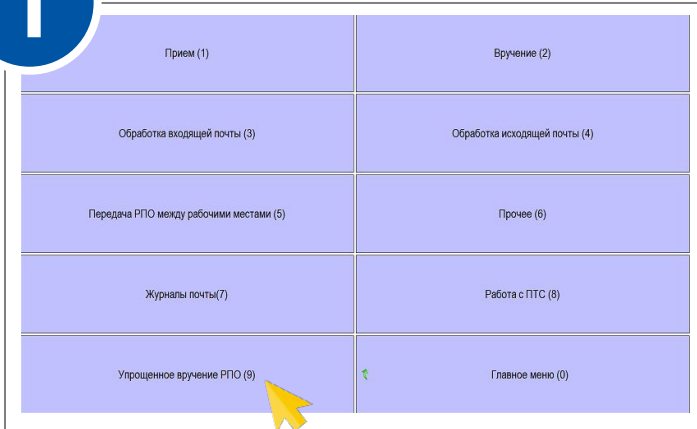 1
Прием (1)
Вручение (2)
Обработка входящей почты (3)
Обработка исходящей почты (4)
Передача РПО между рабочими местами (5)
Прочее (6)
Журналы почты(7)
Работа с ПТС (8)
Упрощенное вручение РПО (9)
Главное меню (0)